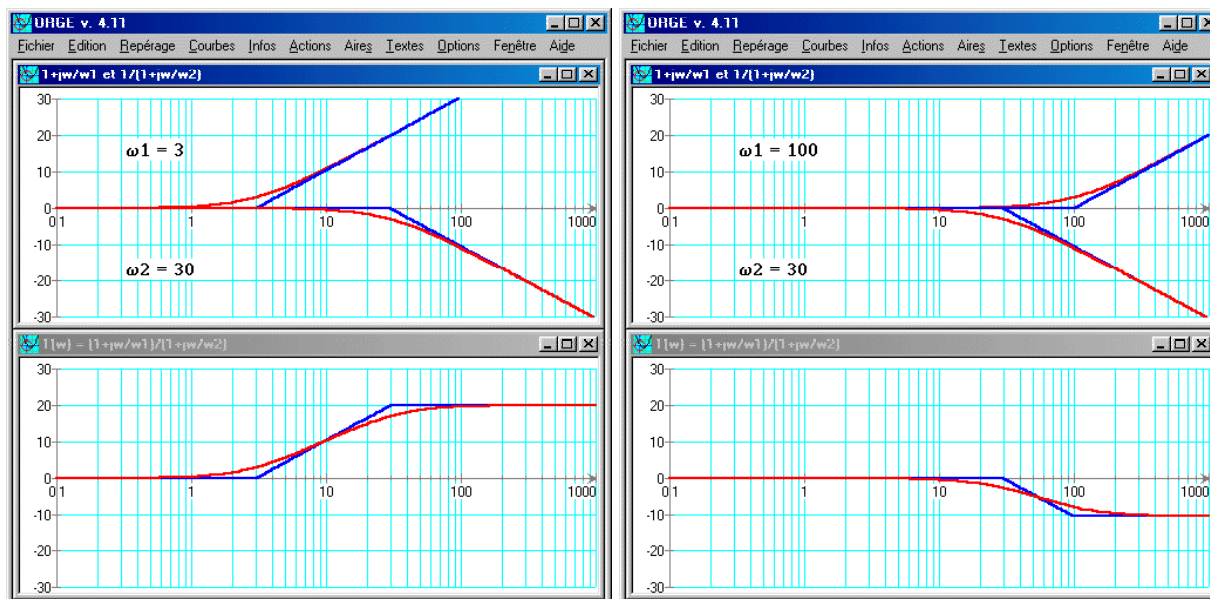 URGE v. 4.11
Fichier Edition Repérage Courbes Infos Actions Aires Textes Options Fenêtre Aide
1+jw/w1 et 1/(1+jw/w2)
30
20
10
0
-10
-20
-30
0.1 1 10 100 1000
ω1 = 3
ω2 = 30
T(w) = (1+jw/w1)/(1+jw/w2)
30
20
10
0
-10
-20
-30
0.1 1 10 100 1000
URGE v. 4.11
Fichier Edition Repérage Courbes Infos Actions Aires Textes Options Fenêtre Aide
1+jw/w1 et 1/(1+jw/w2)
30
20
10
0
-10
-20
-30
0.1 1 10 100 1000
ω1 = 100
ω2 = 30
T(w) = (1+jw/w1)/(1+jw/w2)
30
20
10
0
-10
-20
-30
0.1 1 10 100 1000